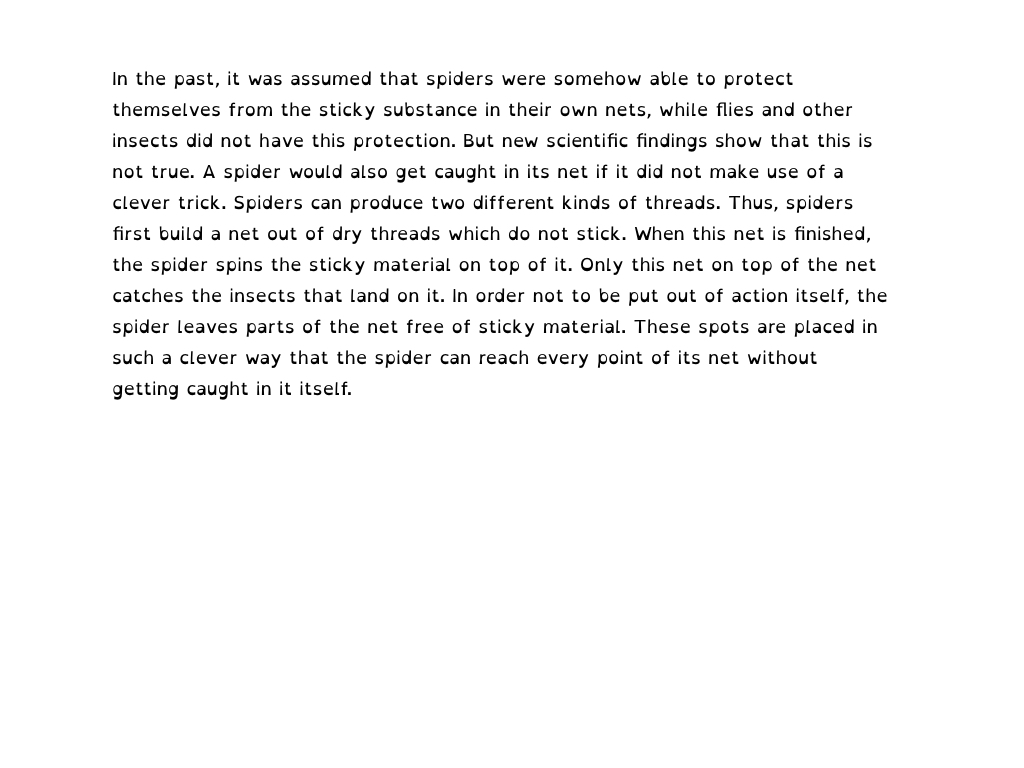 In the past, it was assumed that spiders were somehow able to protect
themselves from the sticky substance in their own nets, while flies and other
insects did not have this protection. But new scientific findings show that this is
not true. A spider would also get caught in its net if it did not make use of a
clever trick. Spiders can produce two different kinds of threads. Thus, spiders
first build a net out of dry threads which do not stick. When this net is finished,
the spider spins the sticky material on top of it. Only this net on top of the net
catches the insects that land on it. In order not to be put out of action itself, the
spider leaves parts of the net free of sticky material. These spots are placed in
such a clever way that the spider can reach every point of its net without
getting caught in it itself.